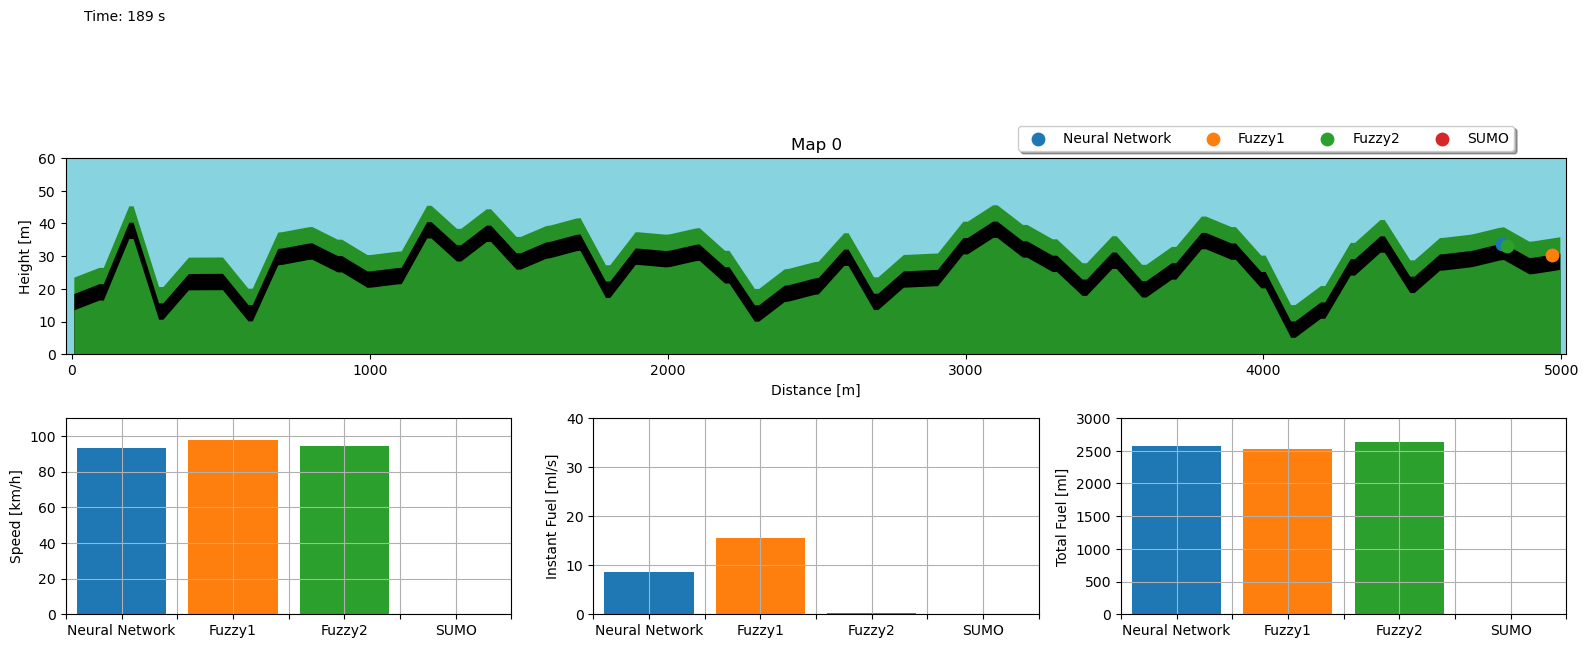 Time: 189 s
Neural Network Fuzzy1 Fuzzy2 SUMO
Map 0
Height [m]
60
50
40
30
20
10
0
0 1000 2000 3000 4000 5000
Distance [m]
Speed [km/h]
100
80
60
40
20
0
Neural Network Fuzzy1 Fuzzy2 SUMO
Instant Fuel [ml/s]
40
30
20
10
0
Neural Network Fuzzy1 Fuzzy2 SUMO
Total Fuel [ml]
3000
2500
2000
1500
1000
500
0
Neural Network Fuzzy1 Fuzzy2 SUMO